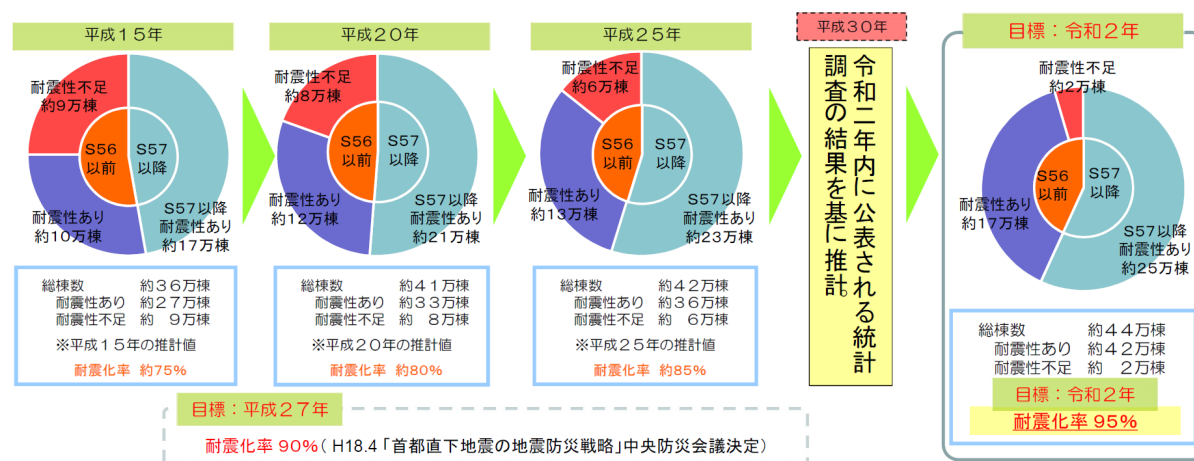 平成15年
耐震性不足
約9万棟
S56
以前
S57
以降
耐震性あり
約10万棟
S57以降
耐震性あり
約17万棟
総棟数 約36万棟
耐震性あり 約27万棟
耐震性不足 約 9万棟
※平成15年の推計値
耐震化率 約75%
平成20年
耐震性不足
約8万棟
S56
以前
S57
以降
耐震性あり
約12万棟
S57以降
耐震性あり
約21万棟
総棟数 約41万棟
耐震性あり 約33万棟
耐震性不足 約 8万棟
※平成20年の推計値
耐震化率 約80%
平成25年
耐震性不足
約6万棟
S56
以前
S57
以降
耐震性あり
約13万棟
S57以降
耐震性あり
約23万棟
総棟数 約42万棟
耐震性あり 約36万棟
耐震性不足 約 6万棟
※平成25年の推計値
耐震化率 約85%
平成30年
令和二年内に公表される統計
調査の結果を基に推計。
目標：令和2年
耐震性不足
約2万棟
S56
以前
S57
以降
耐震性あり
約17万棟
S57以降
耐震性あり
約25万棟
総棟数 約44万棟
耐震性あり 約42万棟
耐震性不足 約 2万棟
目標：令和2年
耐震化率 95%
目標：平成27年
耐震化率 90%（H18.4「首都直下地震の地震防災戦略」中央防災会議決定）